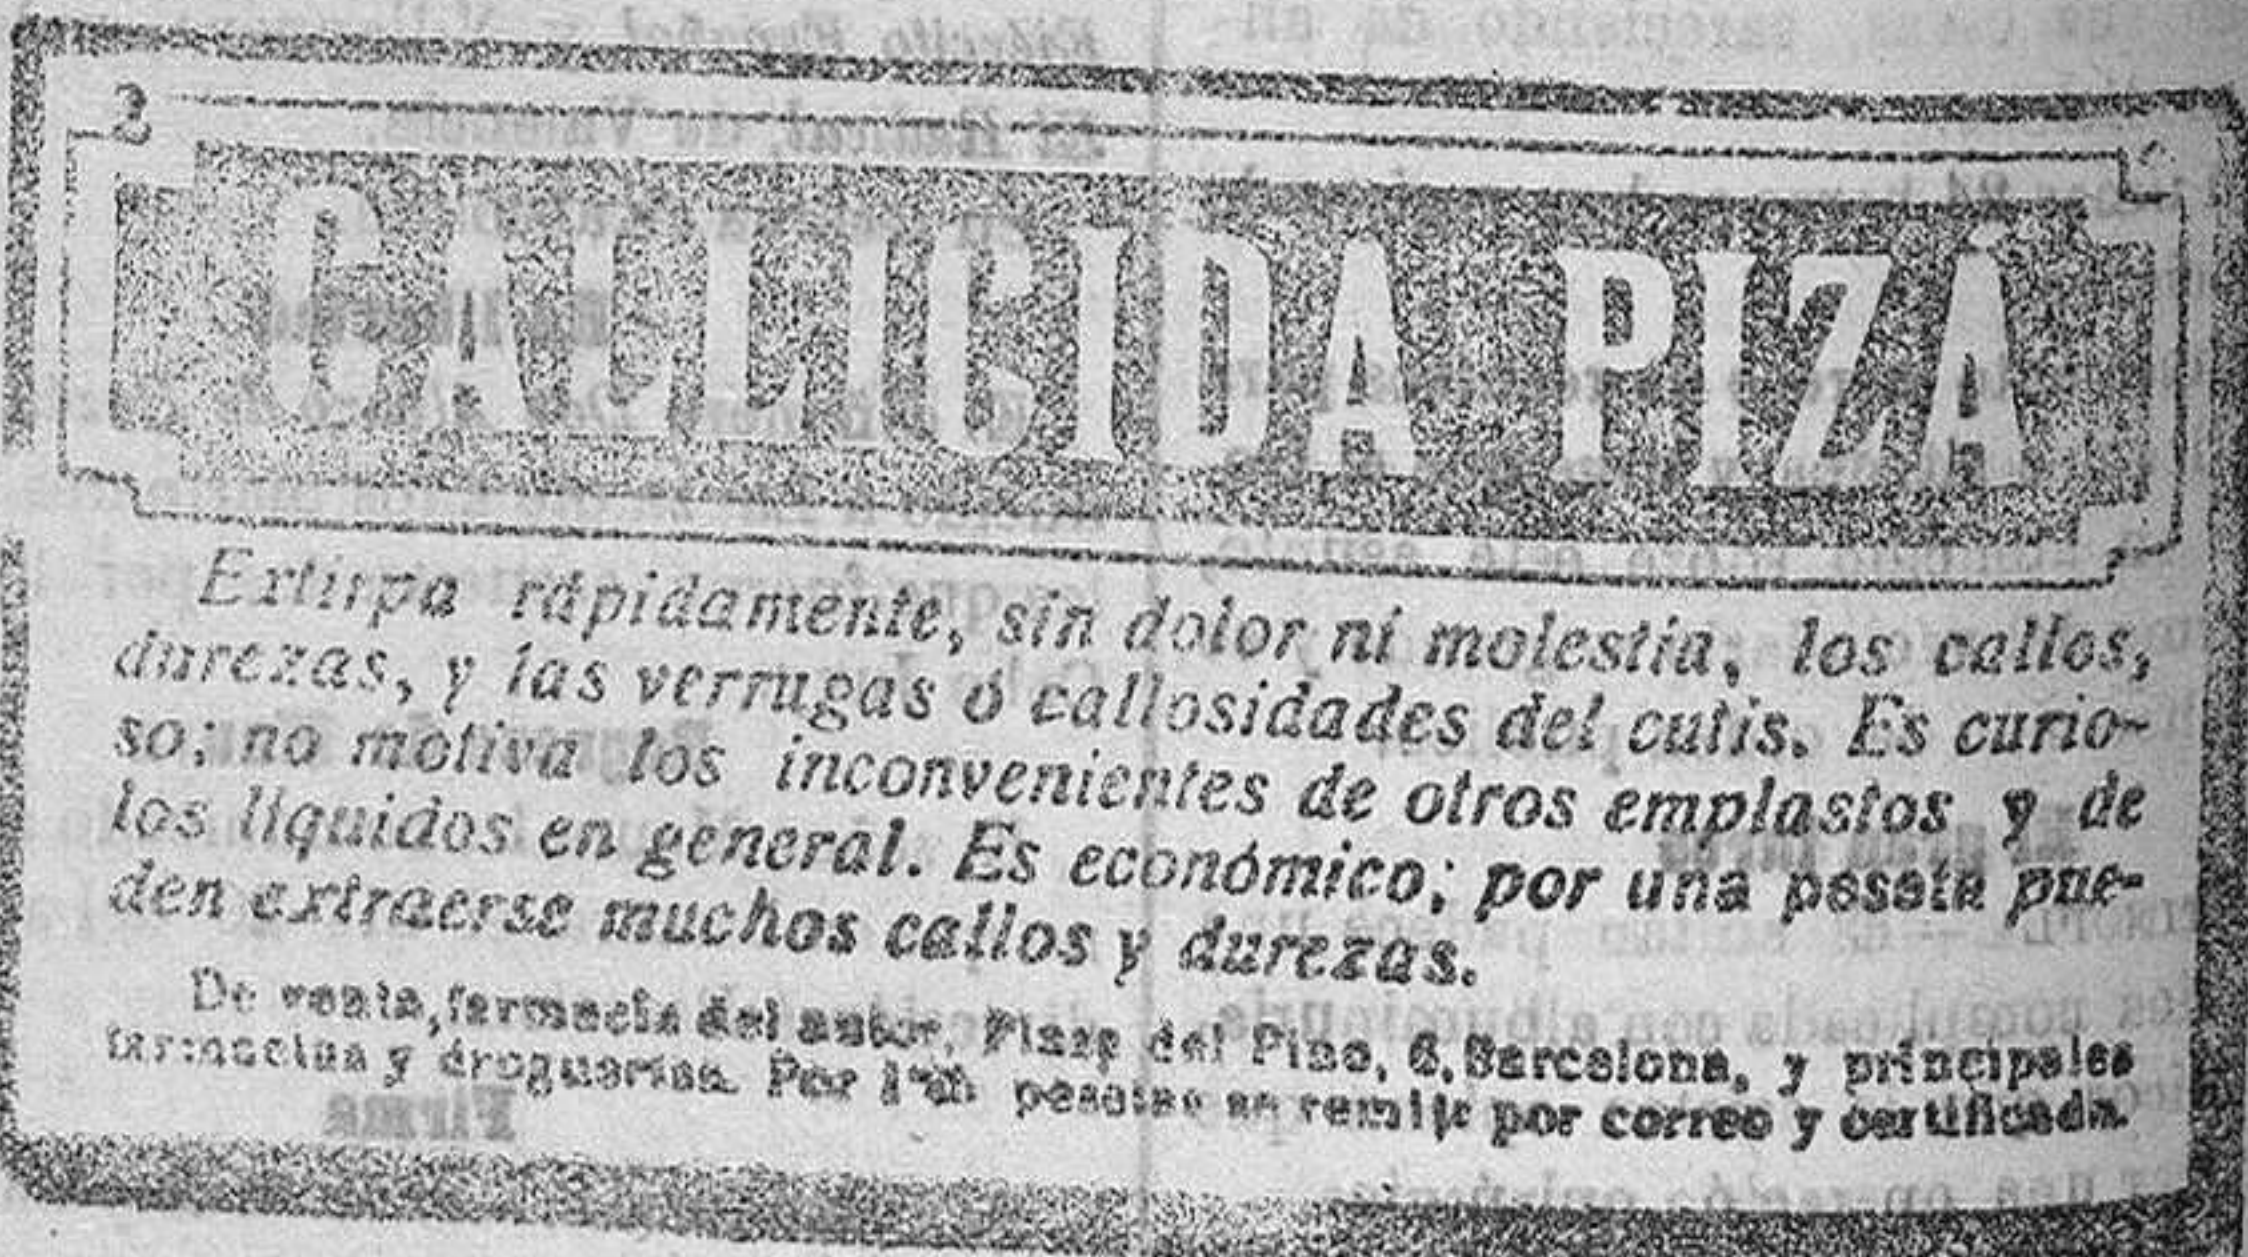 CALLICIDA PIZÁ
Extirpa rápidamente, sin dolor ni molestia, los callos,
durezas, y las verrugas ó callosidades del cutis. Es curio-
so; no motiva los inconvenientes de otros emplastos y de
los líquidos en general. Es económico; por una peseta pue-
den extraerse muchos callos y durezas.
De venta, farmacia del autor, Plaza del Pino, 6, Barcelona, y principales
farmacias y droguerías. Por pesetas se remite por correo y certificada.